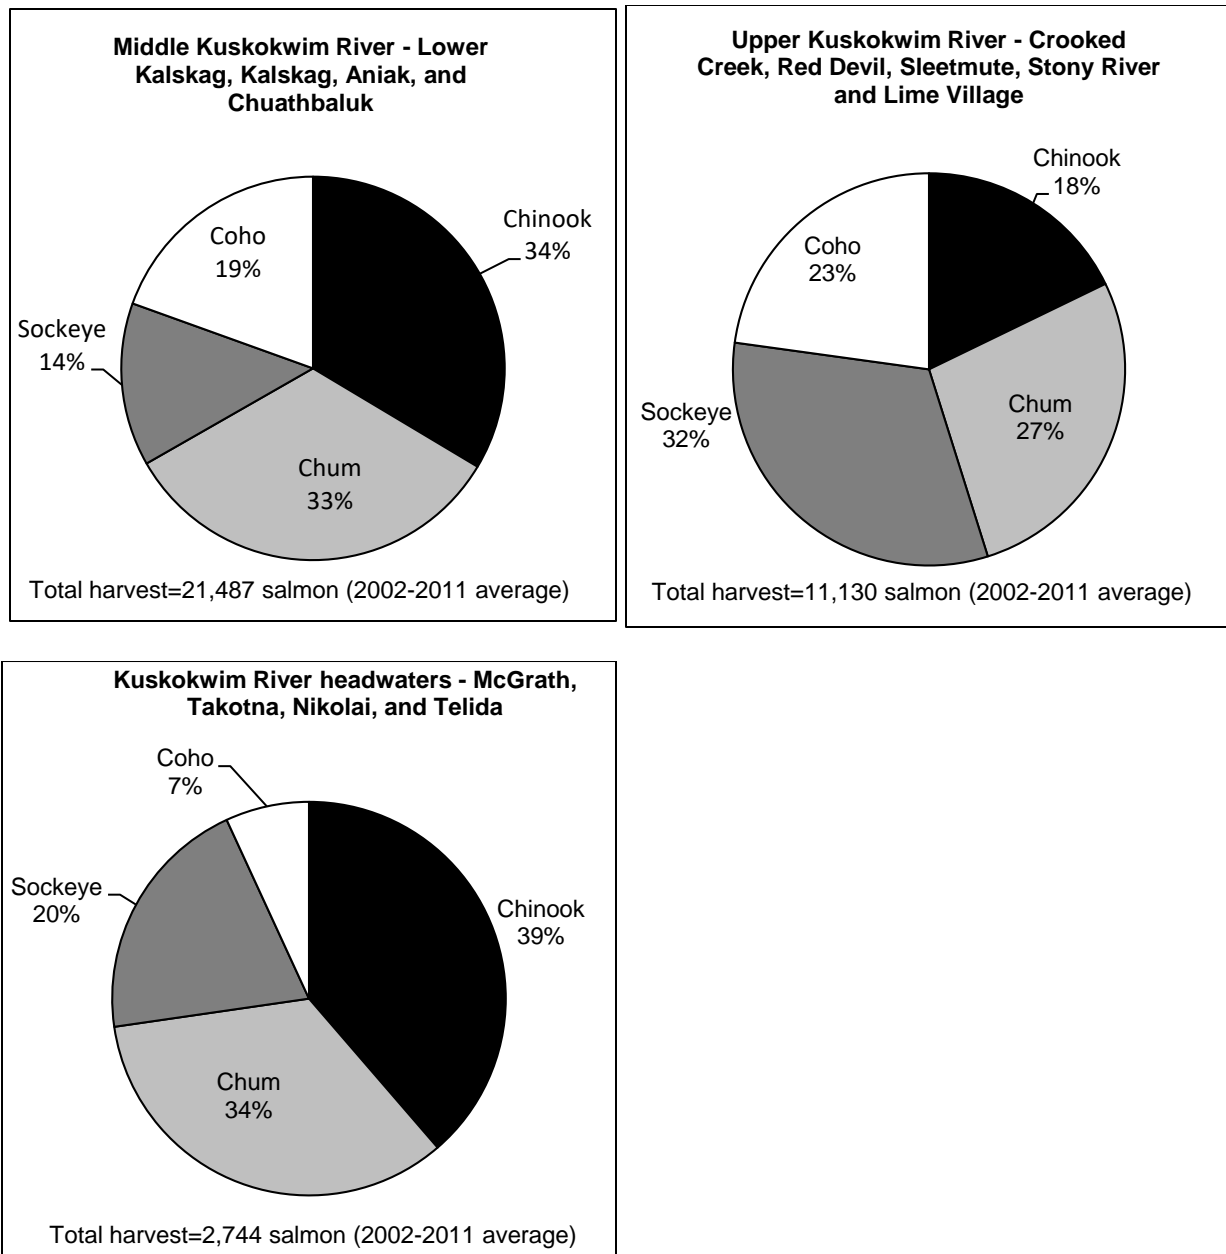 Middle Kuskokwim River - Lower
Kalskag, Kalskag, Aniak, and
Chuathbaluk
Chinook
34%
Coho
19%
Sockeye
14%
Chum
33%
Total harvest=21,487 salmon (2002-2011 average)
Upper Kuskokwim River - Crooked
Creek, Red Devil, Sleetmute, Stony River
and Lime Village
Chinook
18%
Coho
23%
Chum
27%
Sockeye
32%
Total harvest=11,130 salmon (2002-2011 average)
Kuskokwim River headwaters - McGrath,
Takotna, Nikolai, and Telida
Coho
7%
Sockeye
20%
Chinook
39%
Chum
34%
Total harvest=2,744 salmon (2002-2011 average)